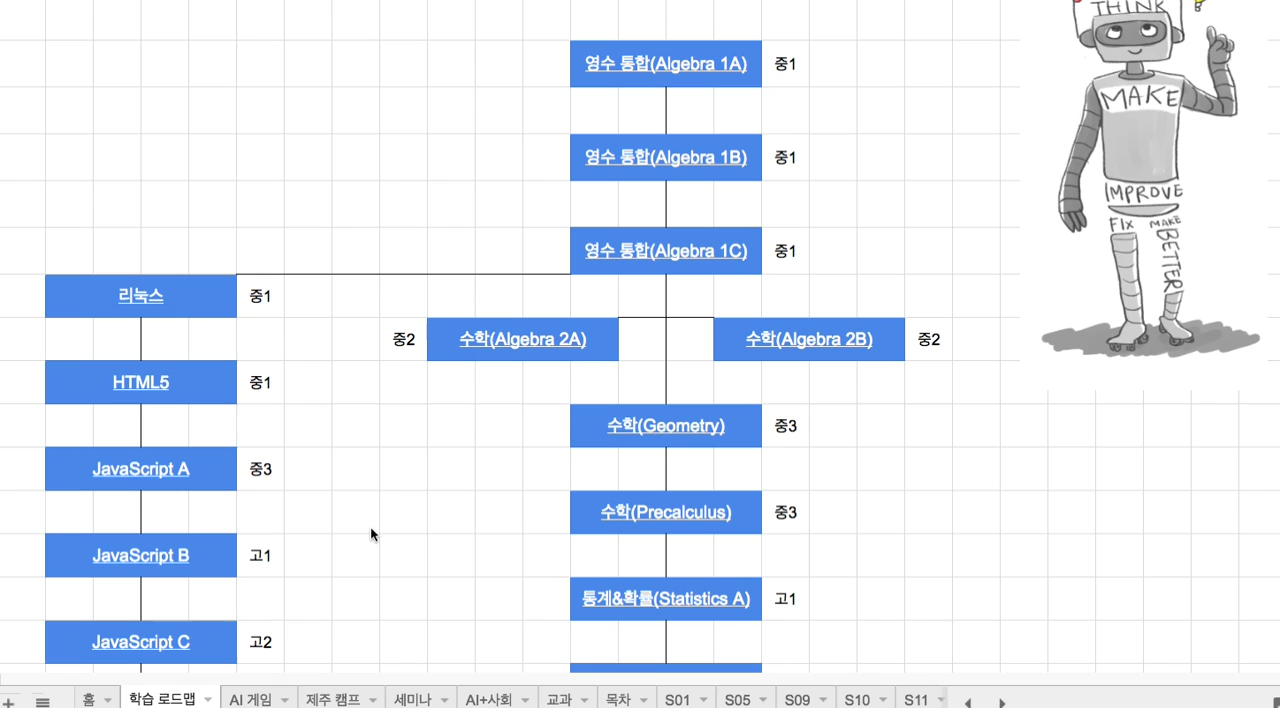 THINK
영수 통합(Algebra 1A) 중1
MAKE
영수 통합(Algebra 1B) 중1
IMPROVE
FIX MAKE
BETTER
영수 통합(Algebra 1C) 중1
리눅스 중1
중2 수학(Algebra 2A) 수학(Algebra 2B) 중2
HTML5 중1
수학(Geometry) 중3
JavaScript A 중3
수학(Precalculus) 중3
JavaScript B 고1
통계&확률(Statistics A) 고1
JavaScript C 고2
홈 학습 로드맵 AI 게임 제주 캠프 세미나 AI+사회 교과 목차 S01 S05 S09 S10 S11